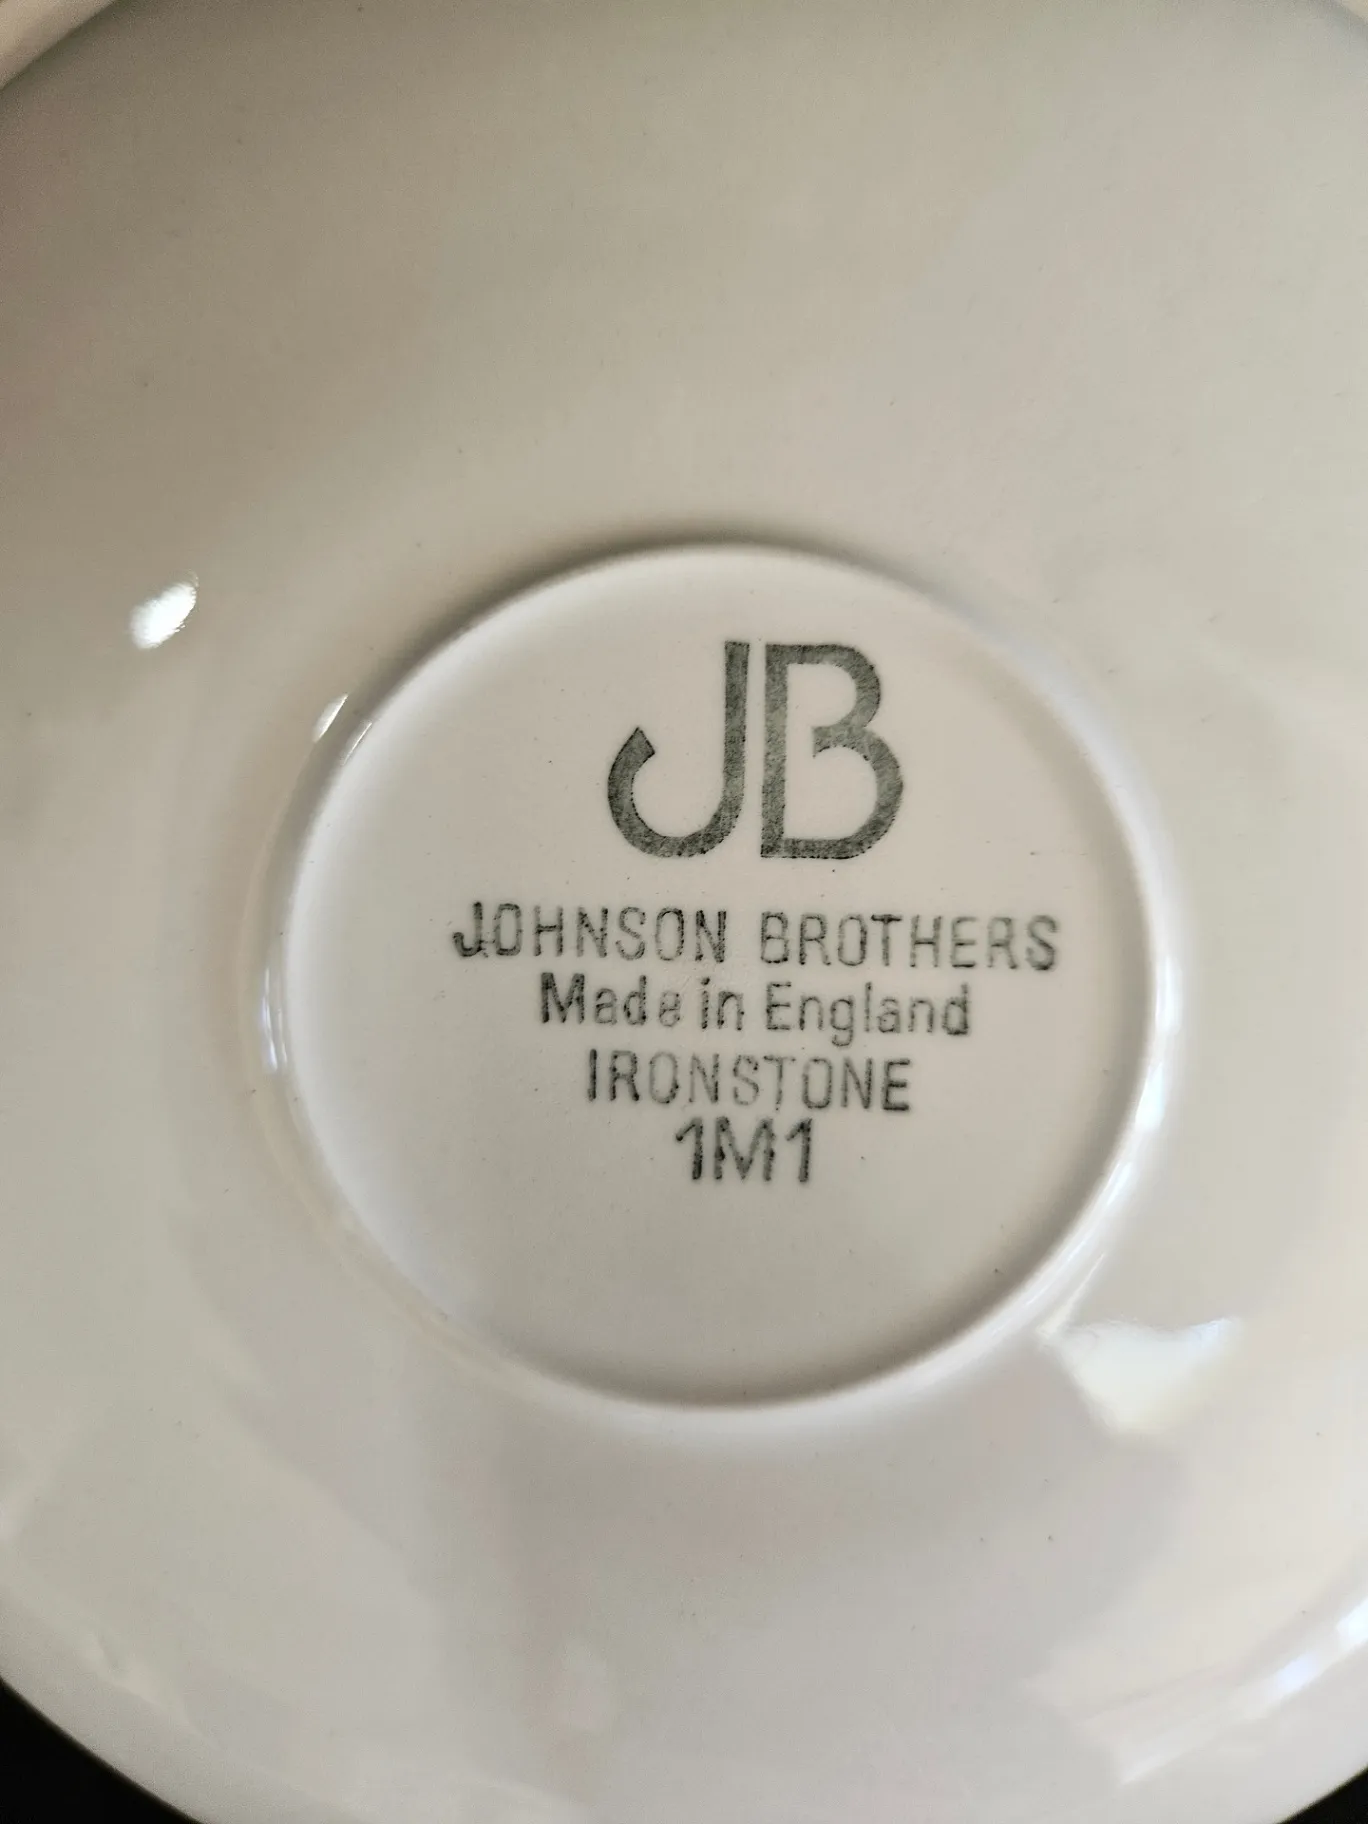 JB
JOHNSON BROTHERS
Made in England
IRONSTONE
1M1